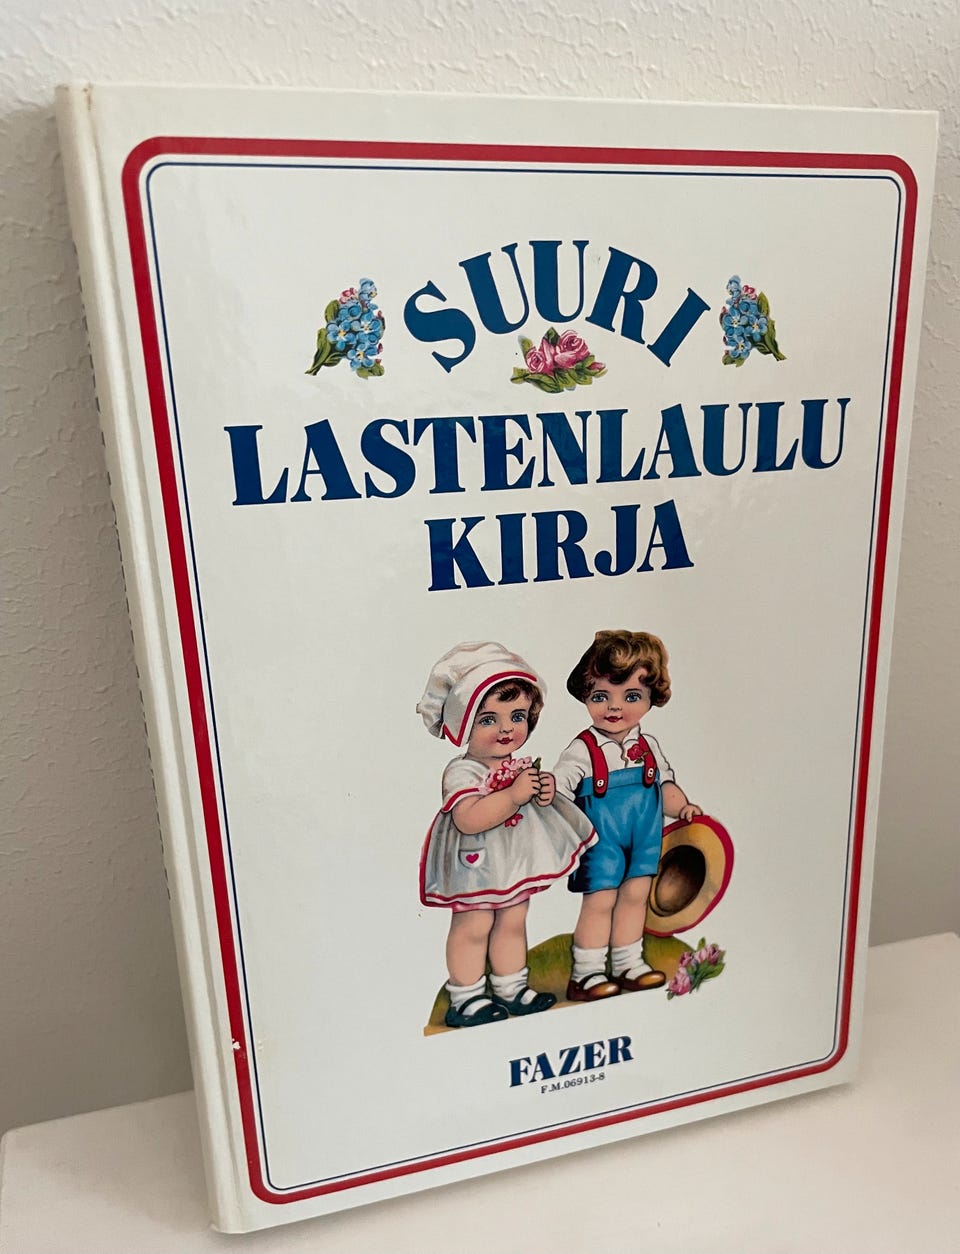 SUURI
LASTENLAULU
KIRJA
FAZER
F.M.06913-8